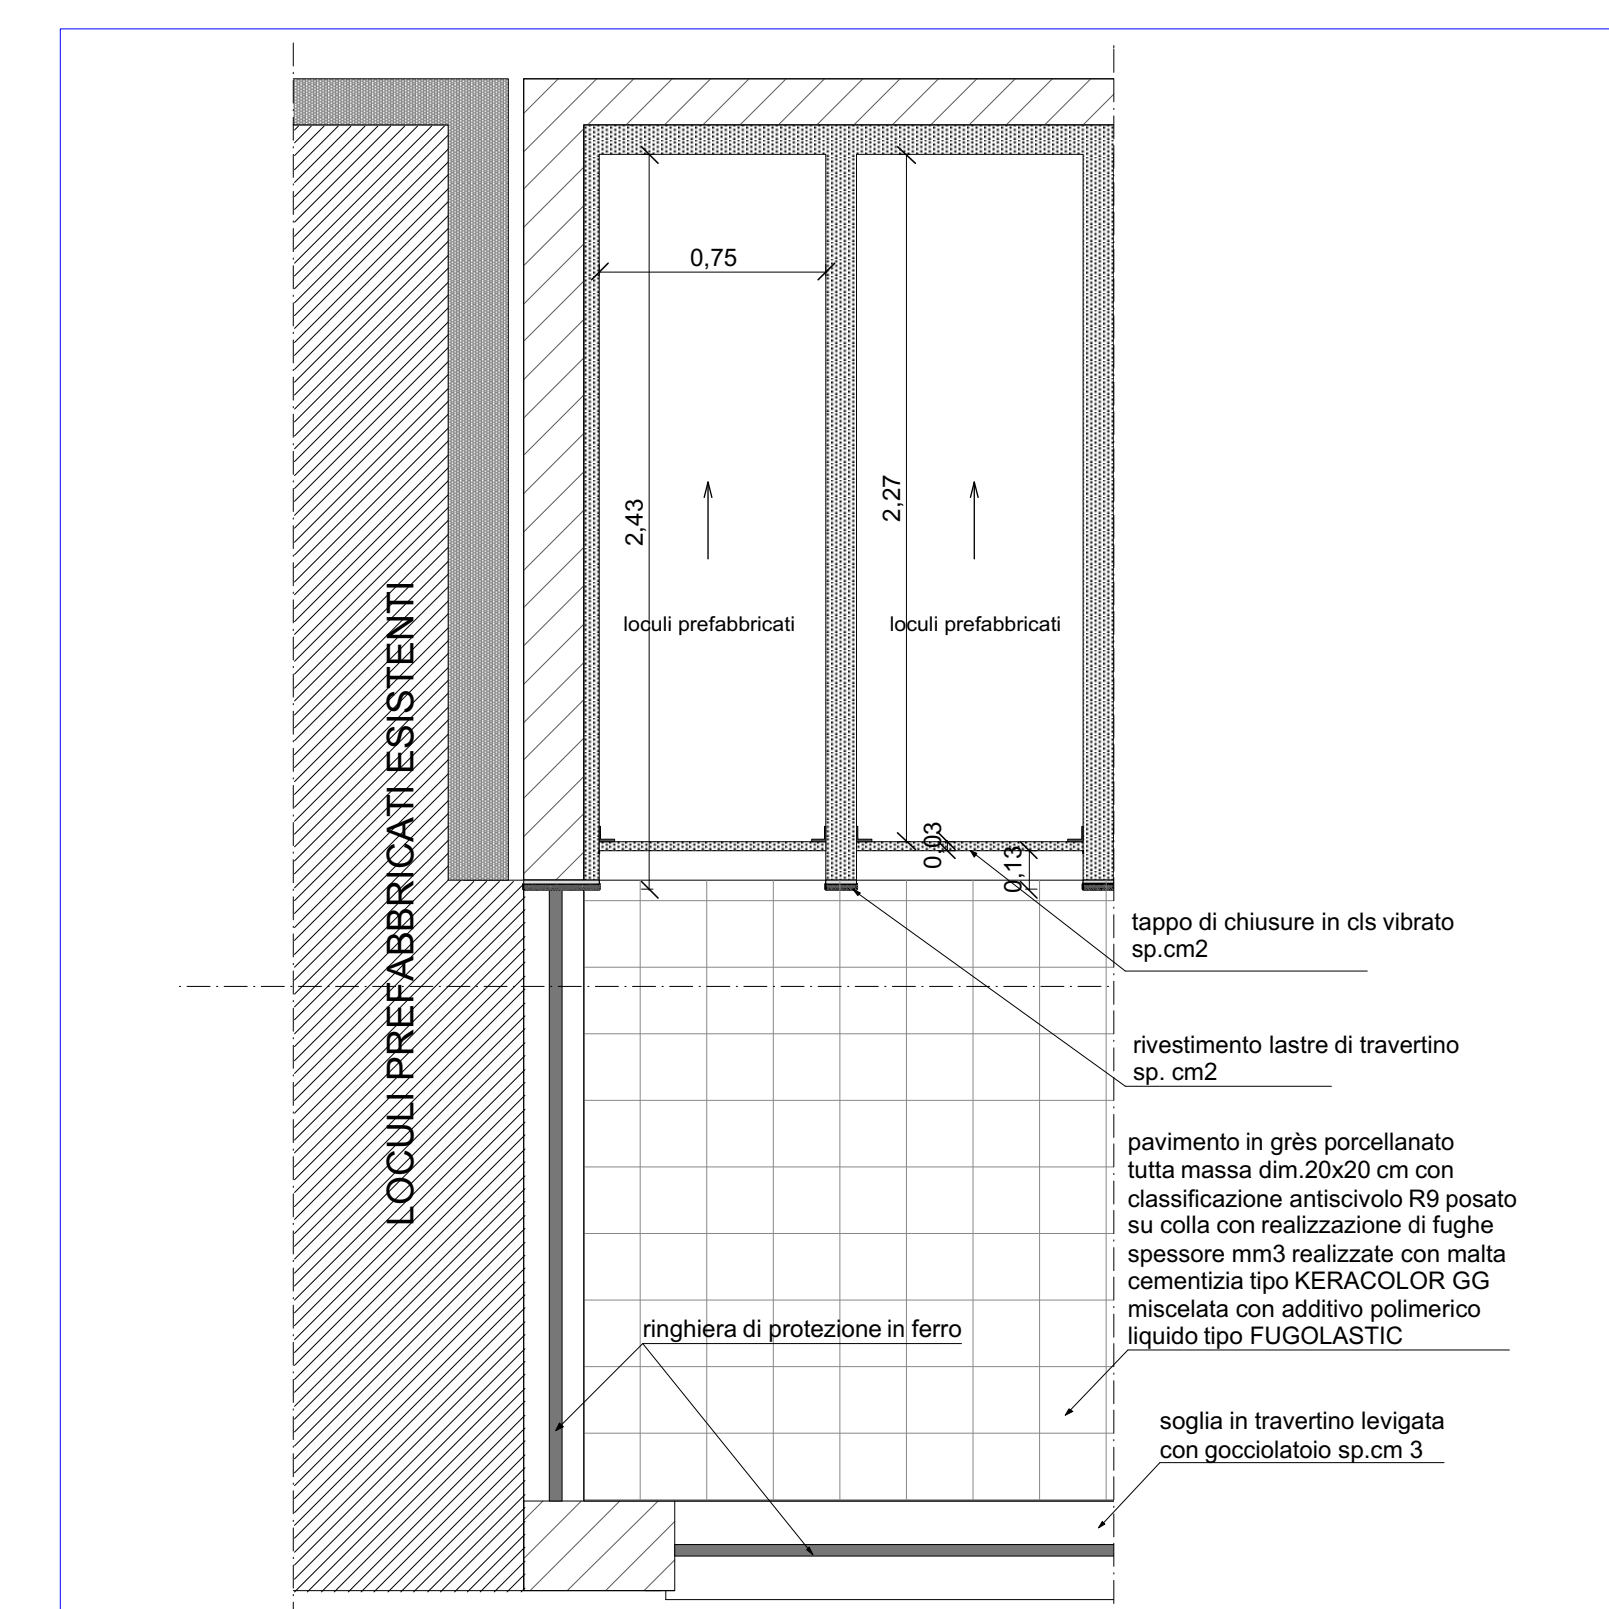 0,75
2,43
2,27
loculi prefabbricati
loculi prefabbricati
LOCULI PREFABBRICATI ESISTENTI
0,03
0,13
tappo di chiusure in cls vibrato
sp.cm2
rivestimento lastre di travertino
sp. cm2
pavimento in grès porcellanato
tutta massa dim.20x20 cm con
classificazione antiscivolo R9 posato
su colla con realizzazione di fughe
spessore mm3 realizzate con malta
cementizia tipo KERACOLOR GG
miscelata con additivo polimerico
liquido tipo FUGOLASTIC
ringhiera di protezione in ferro
soglia in travertino levigata
con gocciolatoio sp.cm 3